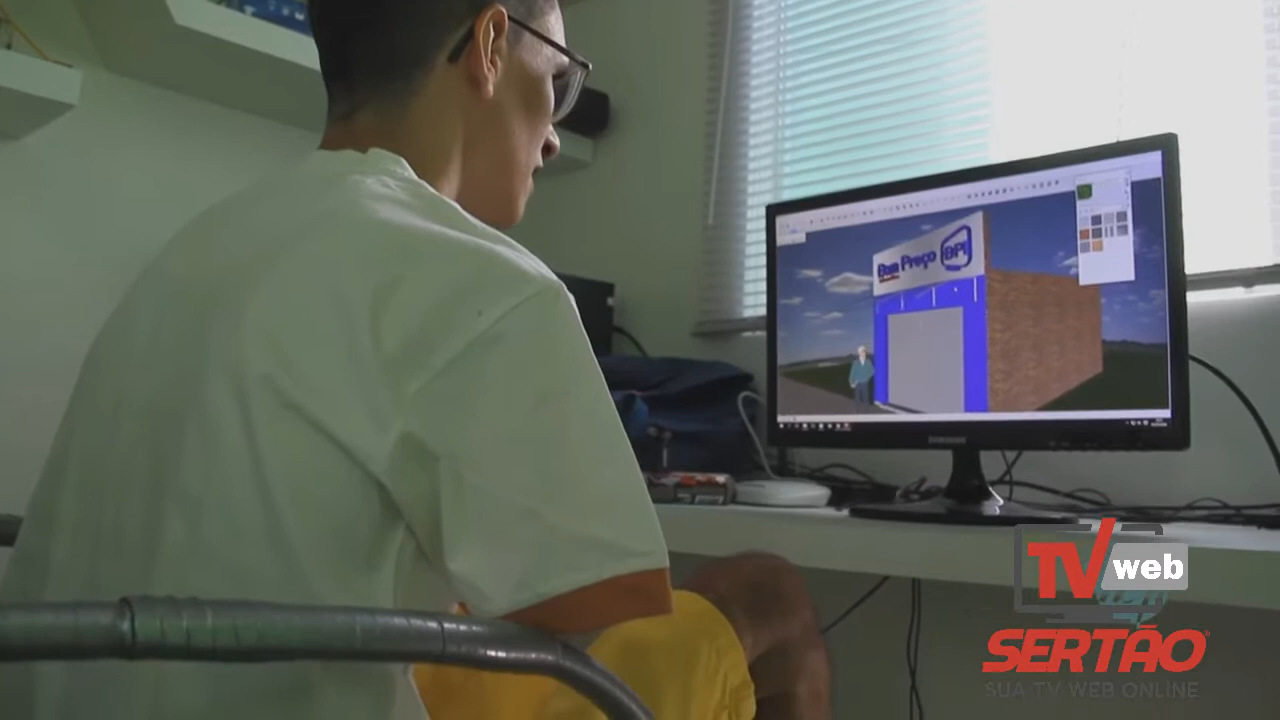 Bom Preço BPI
SAMSUNG
TV web
SERTÃO
SUA TV WEB ONLINE